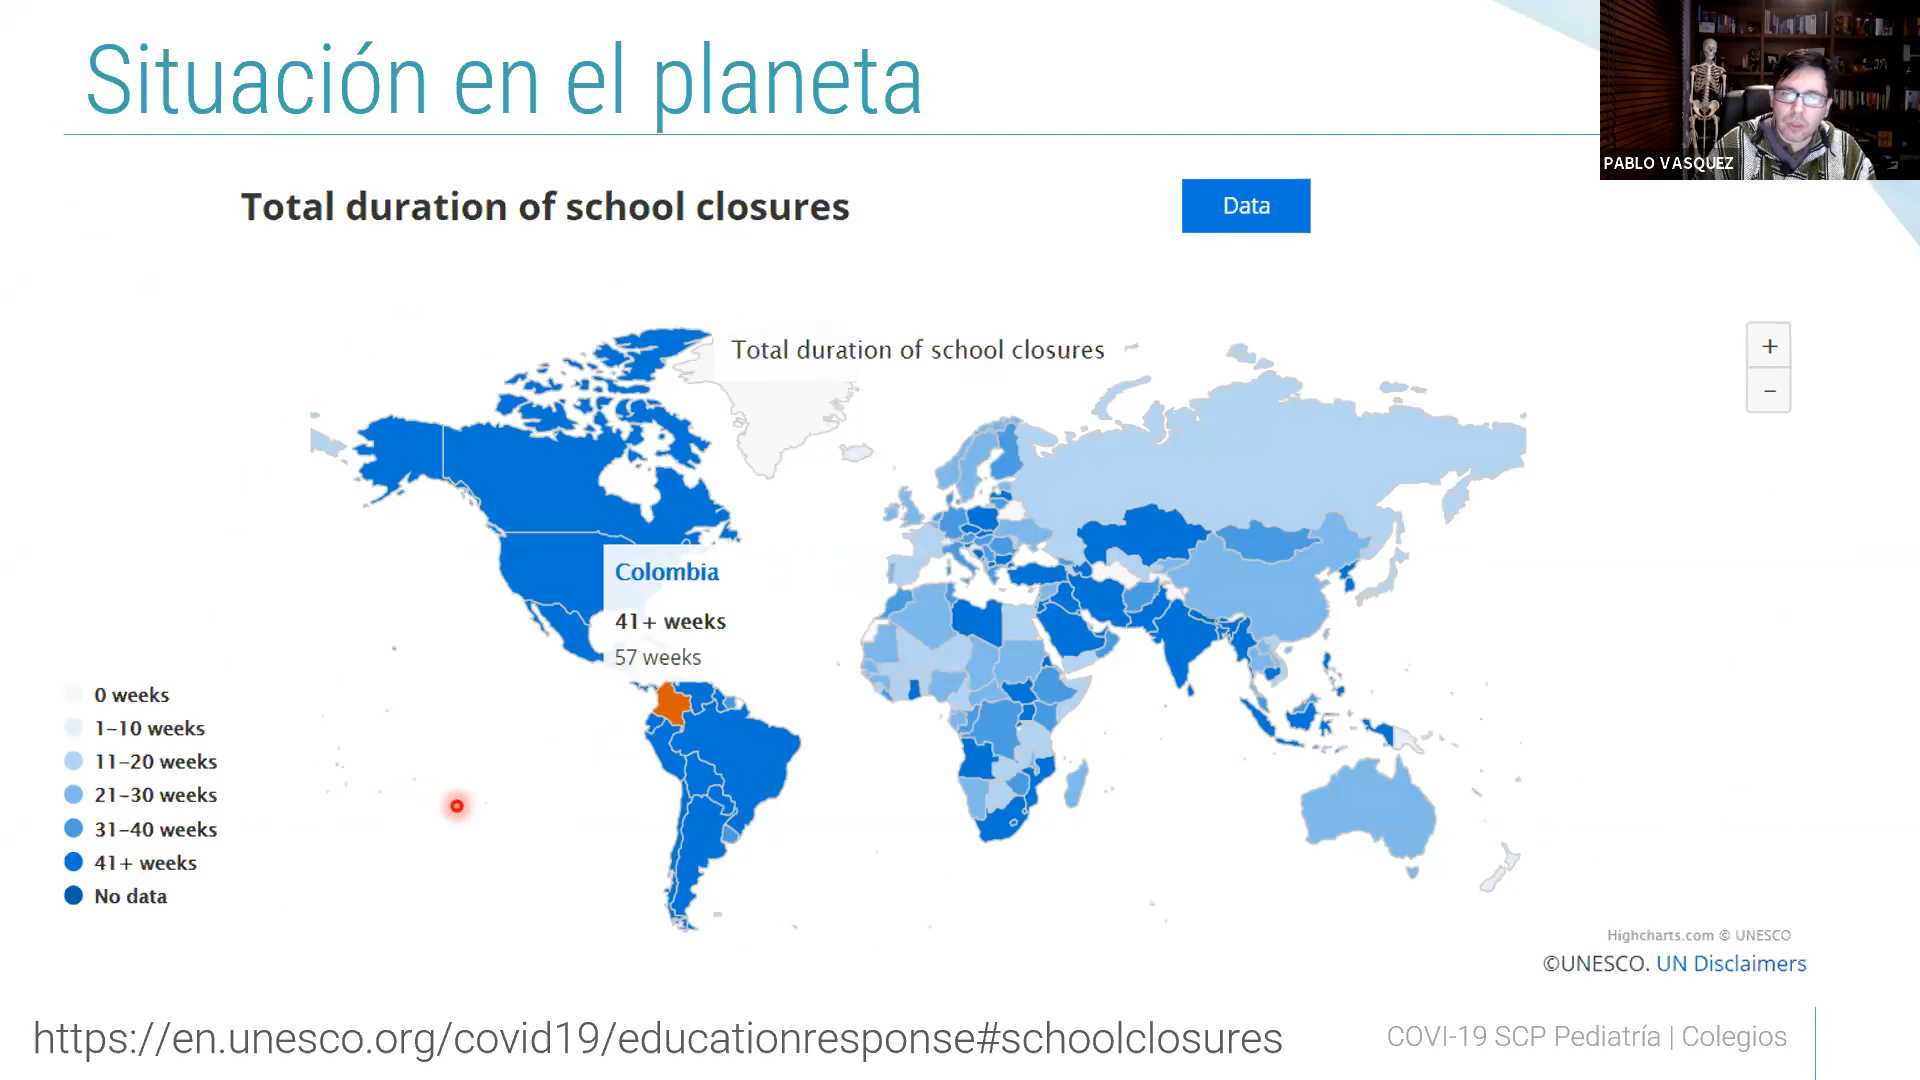 Situación en el planeta
PABLO VASQUEZ
Total duration of school closures
Data
Total duration of school closures
+
−
Colombia
41+ weeks
57 weeks
0 weeks
1–10 weeks
11–20 weeks
21–30 weeks
31–40 weeks
41+ weeks
No data
Highcharts.com © UNESCO
©UNESCO. UN Disclaimers
https://en.unesco.org/covid19/educationresponse#schoolclosures
COVI-19 SCP Pediatría | Colegios